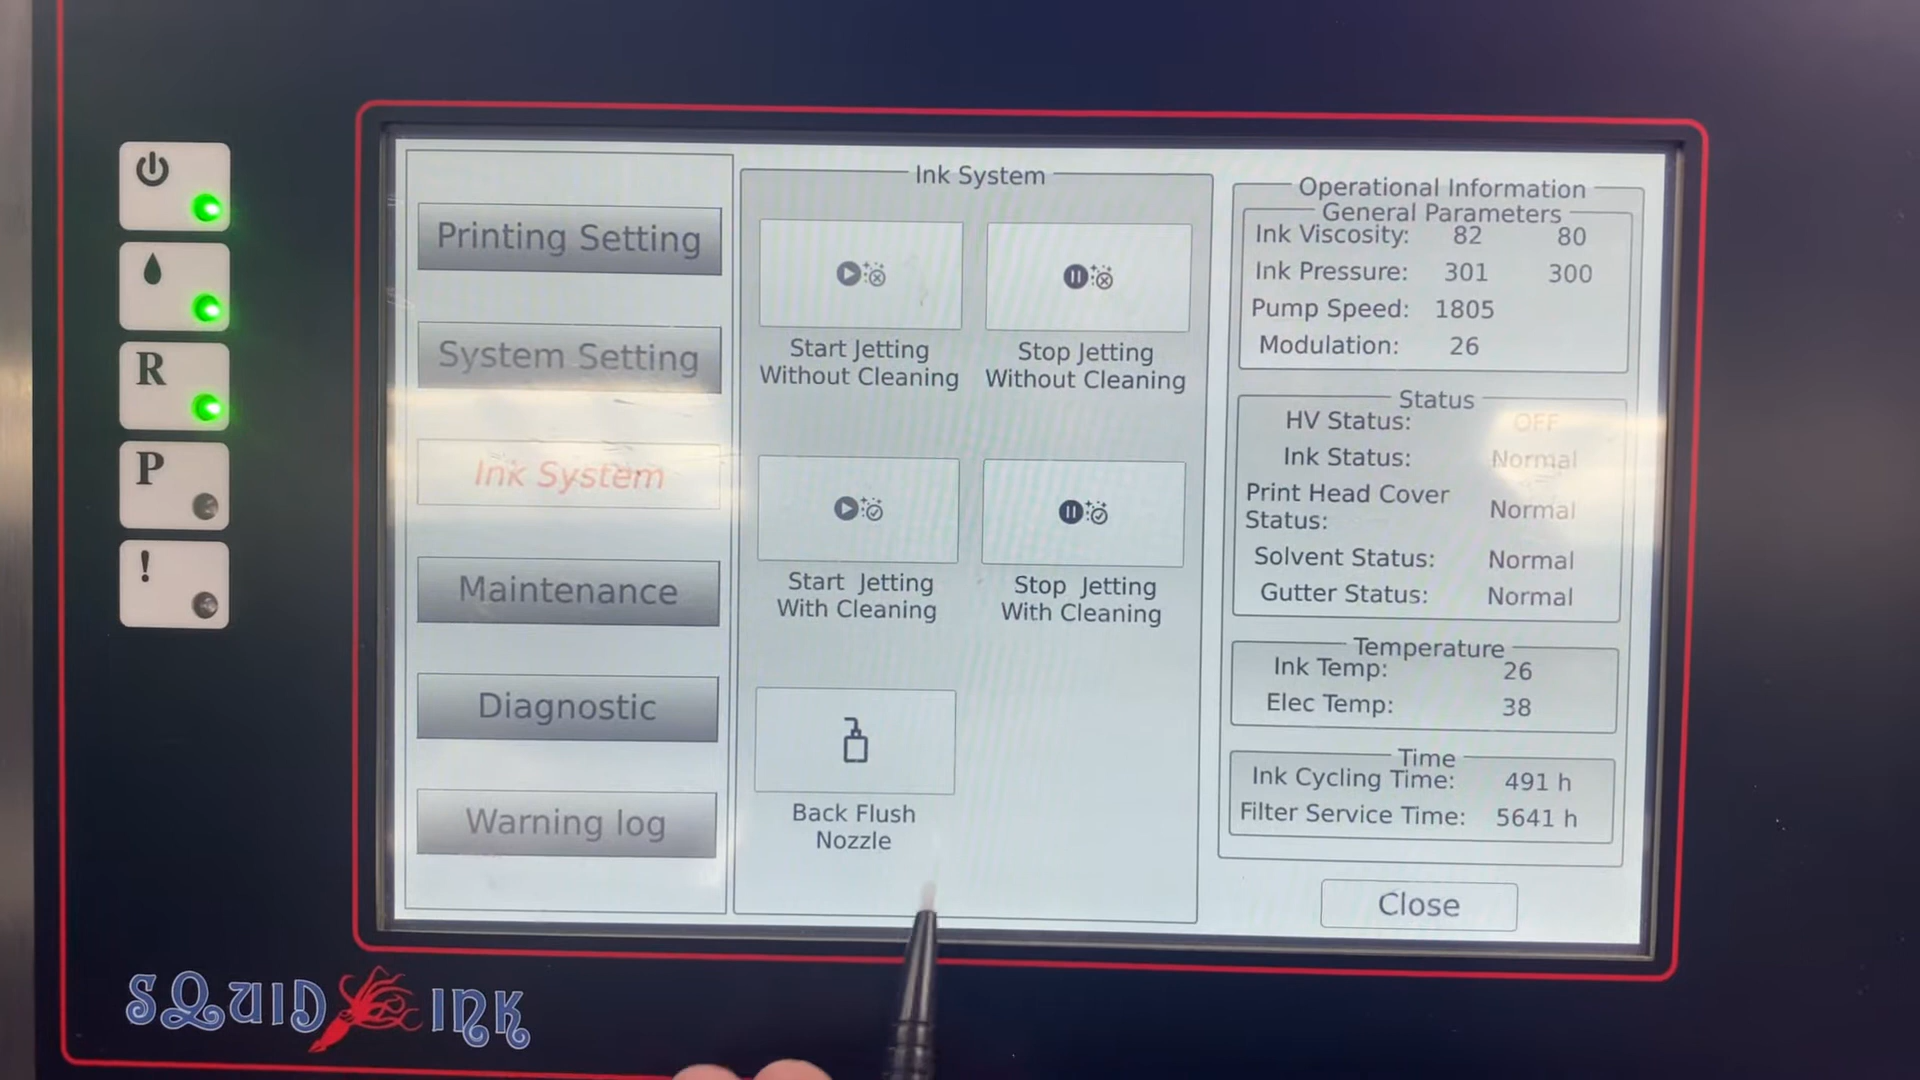 R
P
!
Printing Setting
System Setting
Ink System
Maintenance
Diagnostic
Warning log
Ink System
Start Jetting
Without Cleaning
Stop Jetting
Without Cleaning
Start Jetting
With Cleaning
Stop Jetting
With Cleaning
Back Flush
Nozzle
Operational Information
General Parameters
Ink Viscosity: 82 80
Ink Pressure: 301 300
Pump Speed: 1805
Modulation: 26
Status
HV Status: OFF
Ink Status: Normal
Print Head Cover
Status: Normal
Solvent Status: Normal
Gutter Status: Normal
Temperature
Ink Temp: 26
Elec Temp: 38
Time
Ink Cycling Time: 491 h
Filter Service Time: 5641 h
Close
SQUID INK